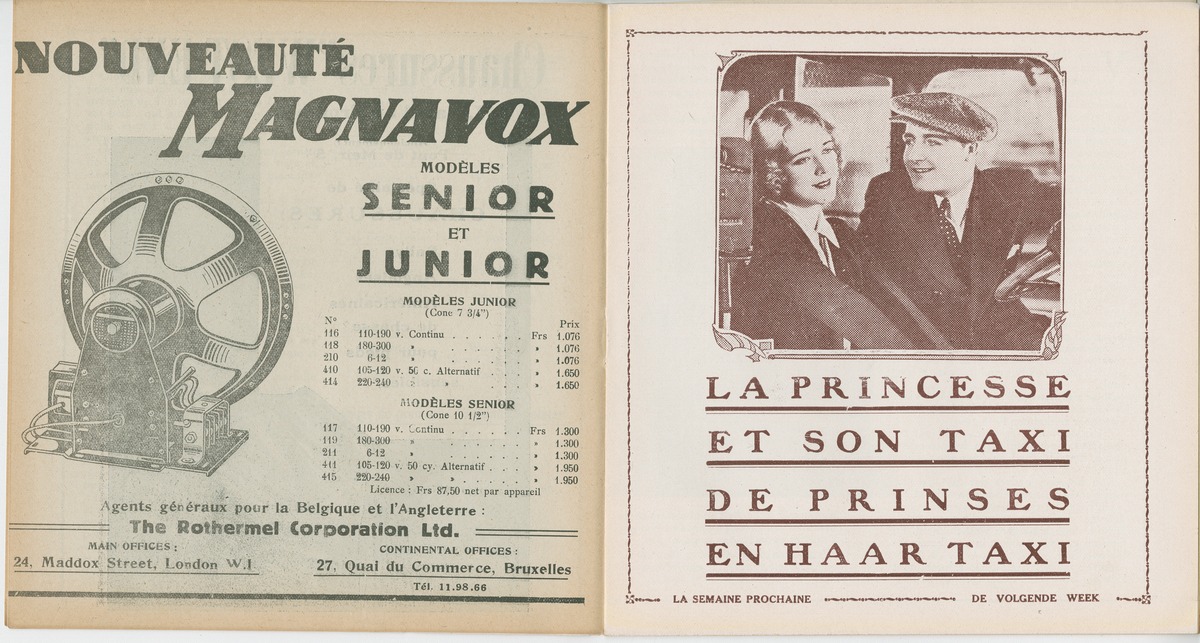 NOUVEAUTÉ
MAGNAVOX
MODÈLES
SENIOR
ET
JUNIOR
MODÈLES JUNIOR
(Cone 7 3/4")
N° Prix
116 110-190 v. Continu . . . . . . Frs 1.076
118 180-300 » . . . . . . » 1.076
210 6-12 » . . . . . . » 1.076
410 105-120 v. 50 c. Alternatif . . . . » 1.650
414 220-240 » » . . . . » 1.650
MODÈLES SENIOR
(Cone 10 1/2")
117 110-190 v. Continu . . . . . . Frs 1.300
119 180-300 » . . . . . . » 1.300
211 6-12 » . . . . . . » 1.300
411 105-120 v. 50 cy. Alternatif . . . » 1.950
415 220-240 » » . . . . » 1.950
Licence : Frs 87,50 net par appareil
Agents généraux pour la Belgique et l'Angleterre :
The Rothermel Corporation Ltd.
MAIN OFFICES :
24, Maddox Street, London W.I
CONTINENTAL OFFICES :
27, Quai du Commerce, Bruxelles
Tél. 11.98.66
LA PRINCESSE
ET SON TAXI
DE PRINSES
EN HAAR TAXI
LA SEMAINE PROCHAINE DE VOLGENDE WEEK